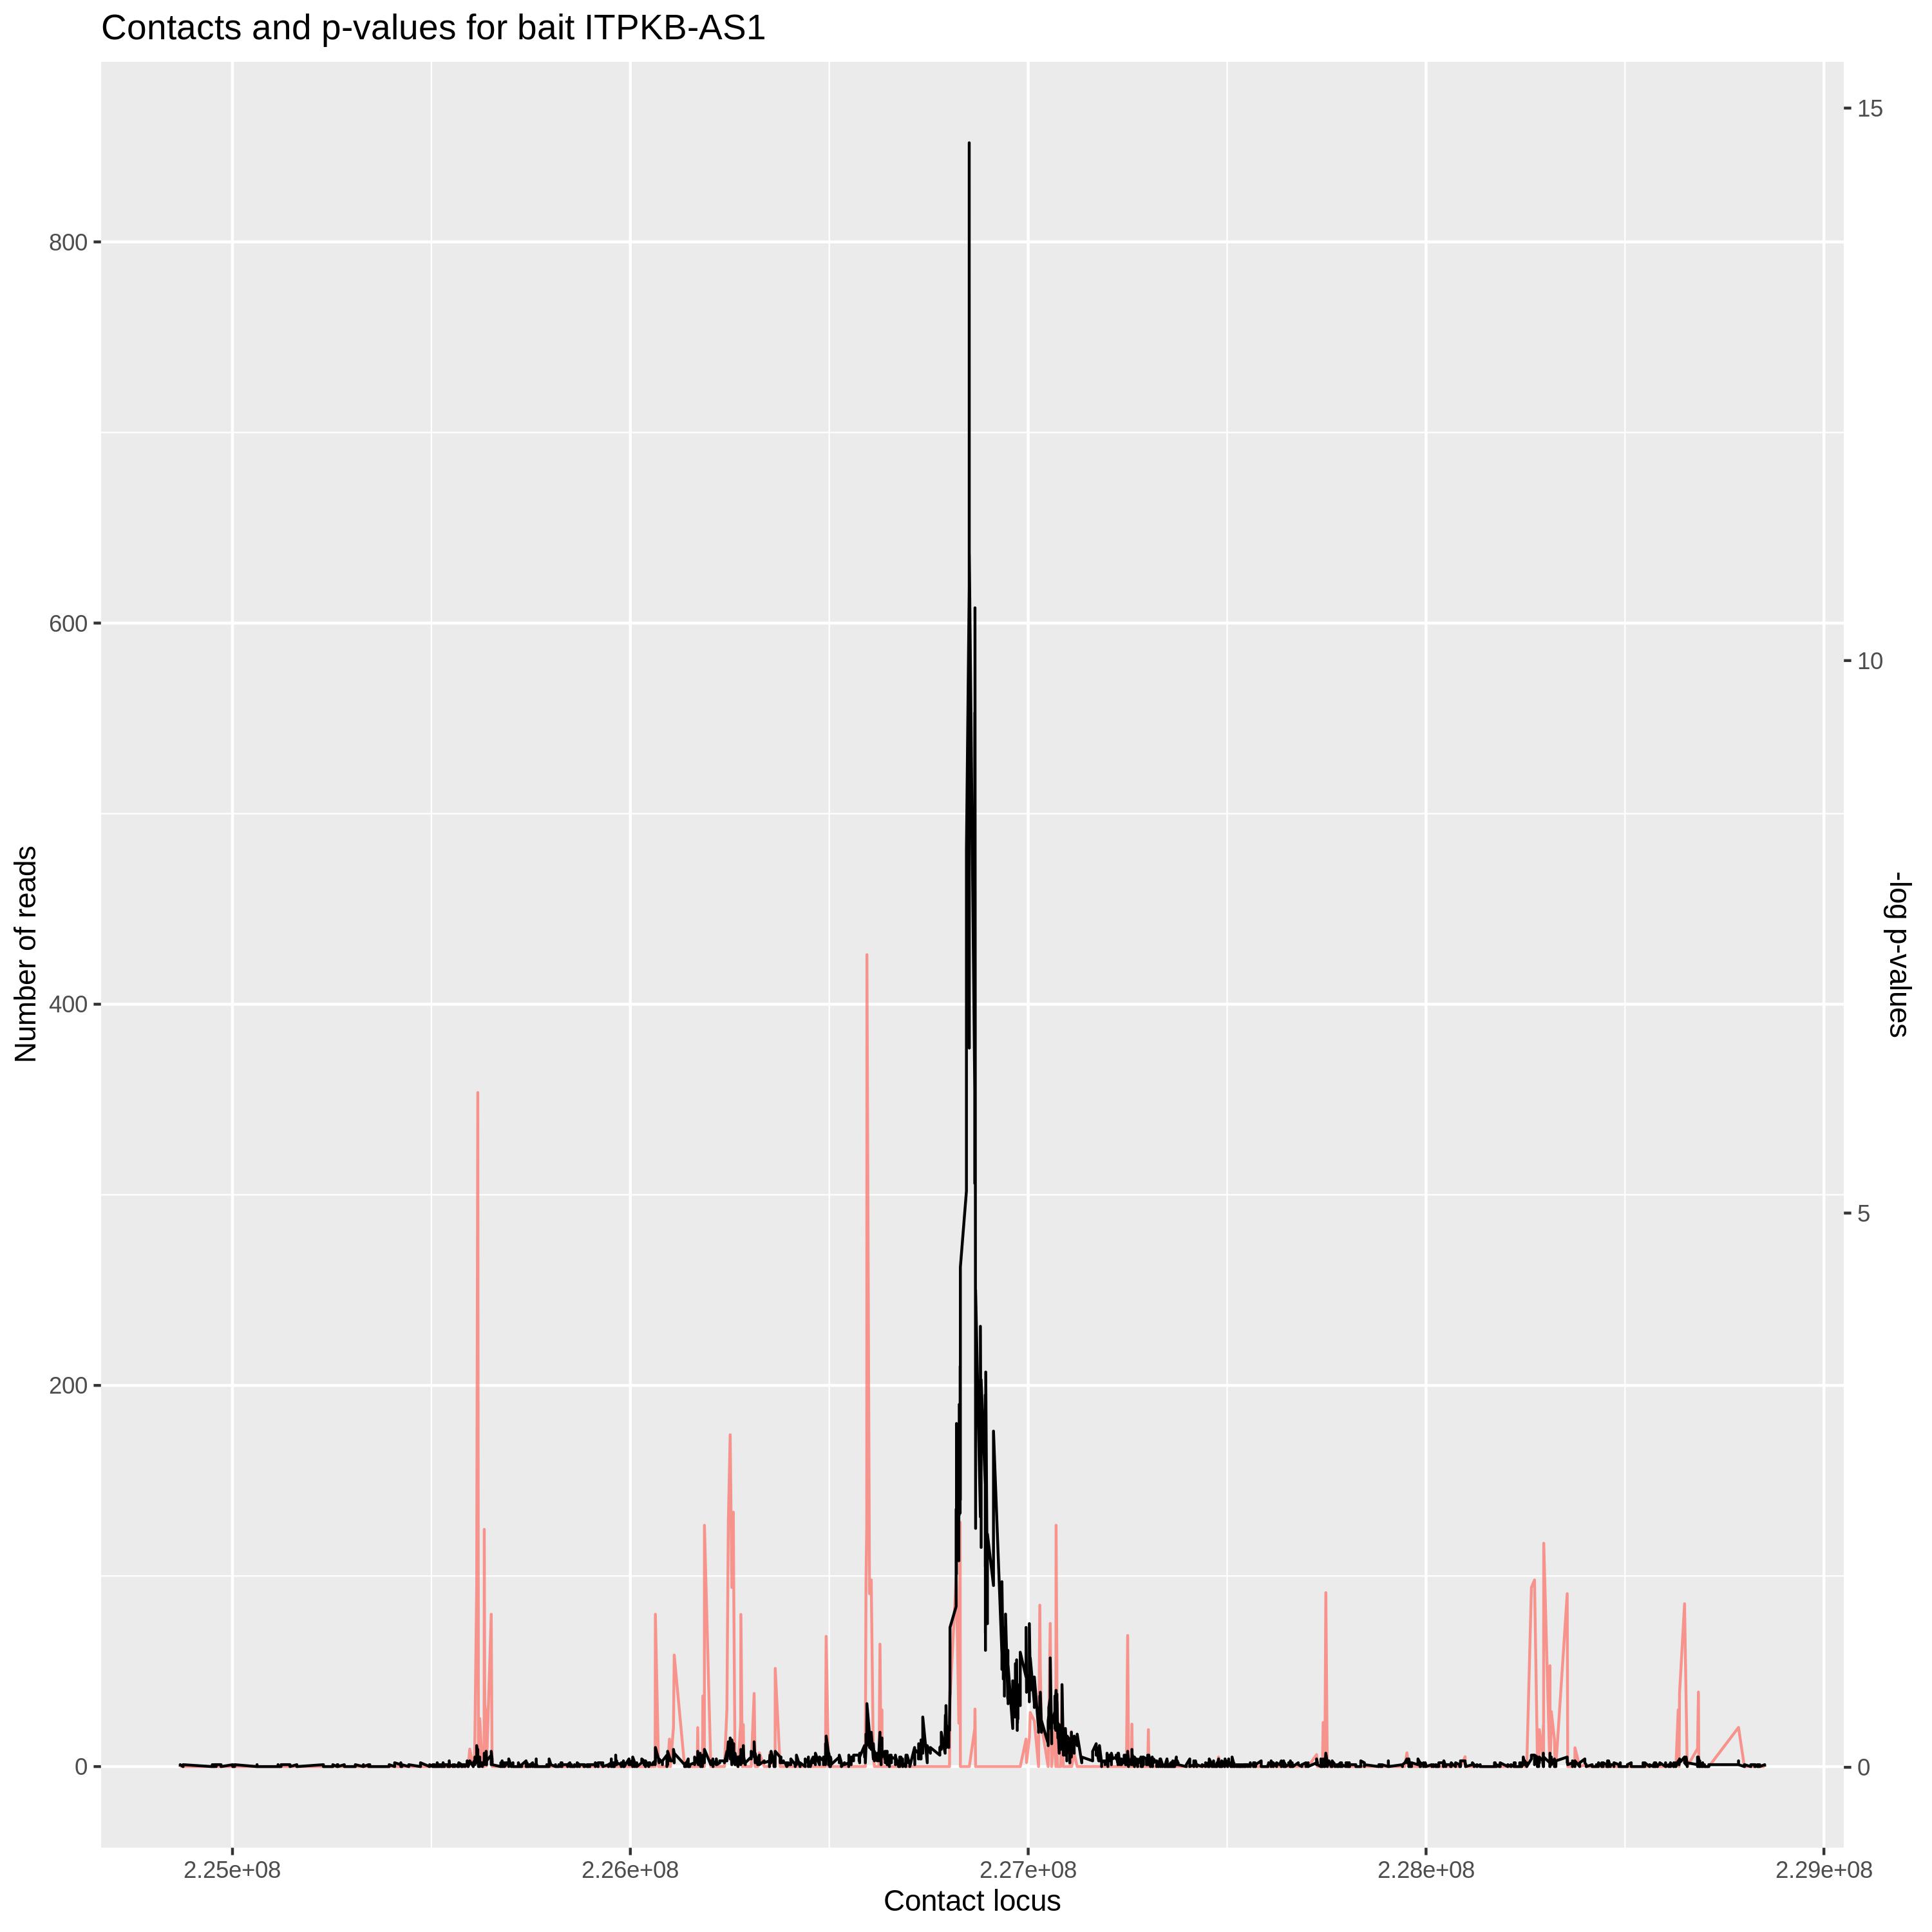 Contacts and p-values for bait ITPKB-AS1
15
800
10
600
Number of reads
-log p-values
400
5
200
0
0
2.25e+08
2.26e+08
2.27e+08
2.28e+08
2.29e+08
Contact locus